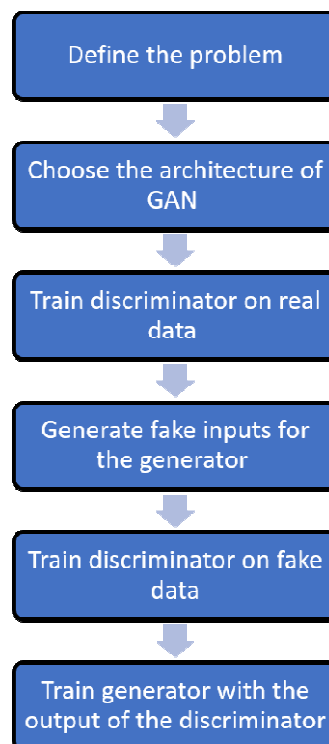 Define the problem
Choose the architecture of
GAN
Train discriminator on real
data
Generate fake inputs for
the generator
Train discriminator on fake
data
Train generator with the
output of the discriminator